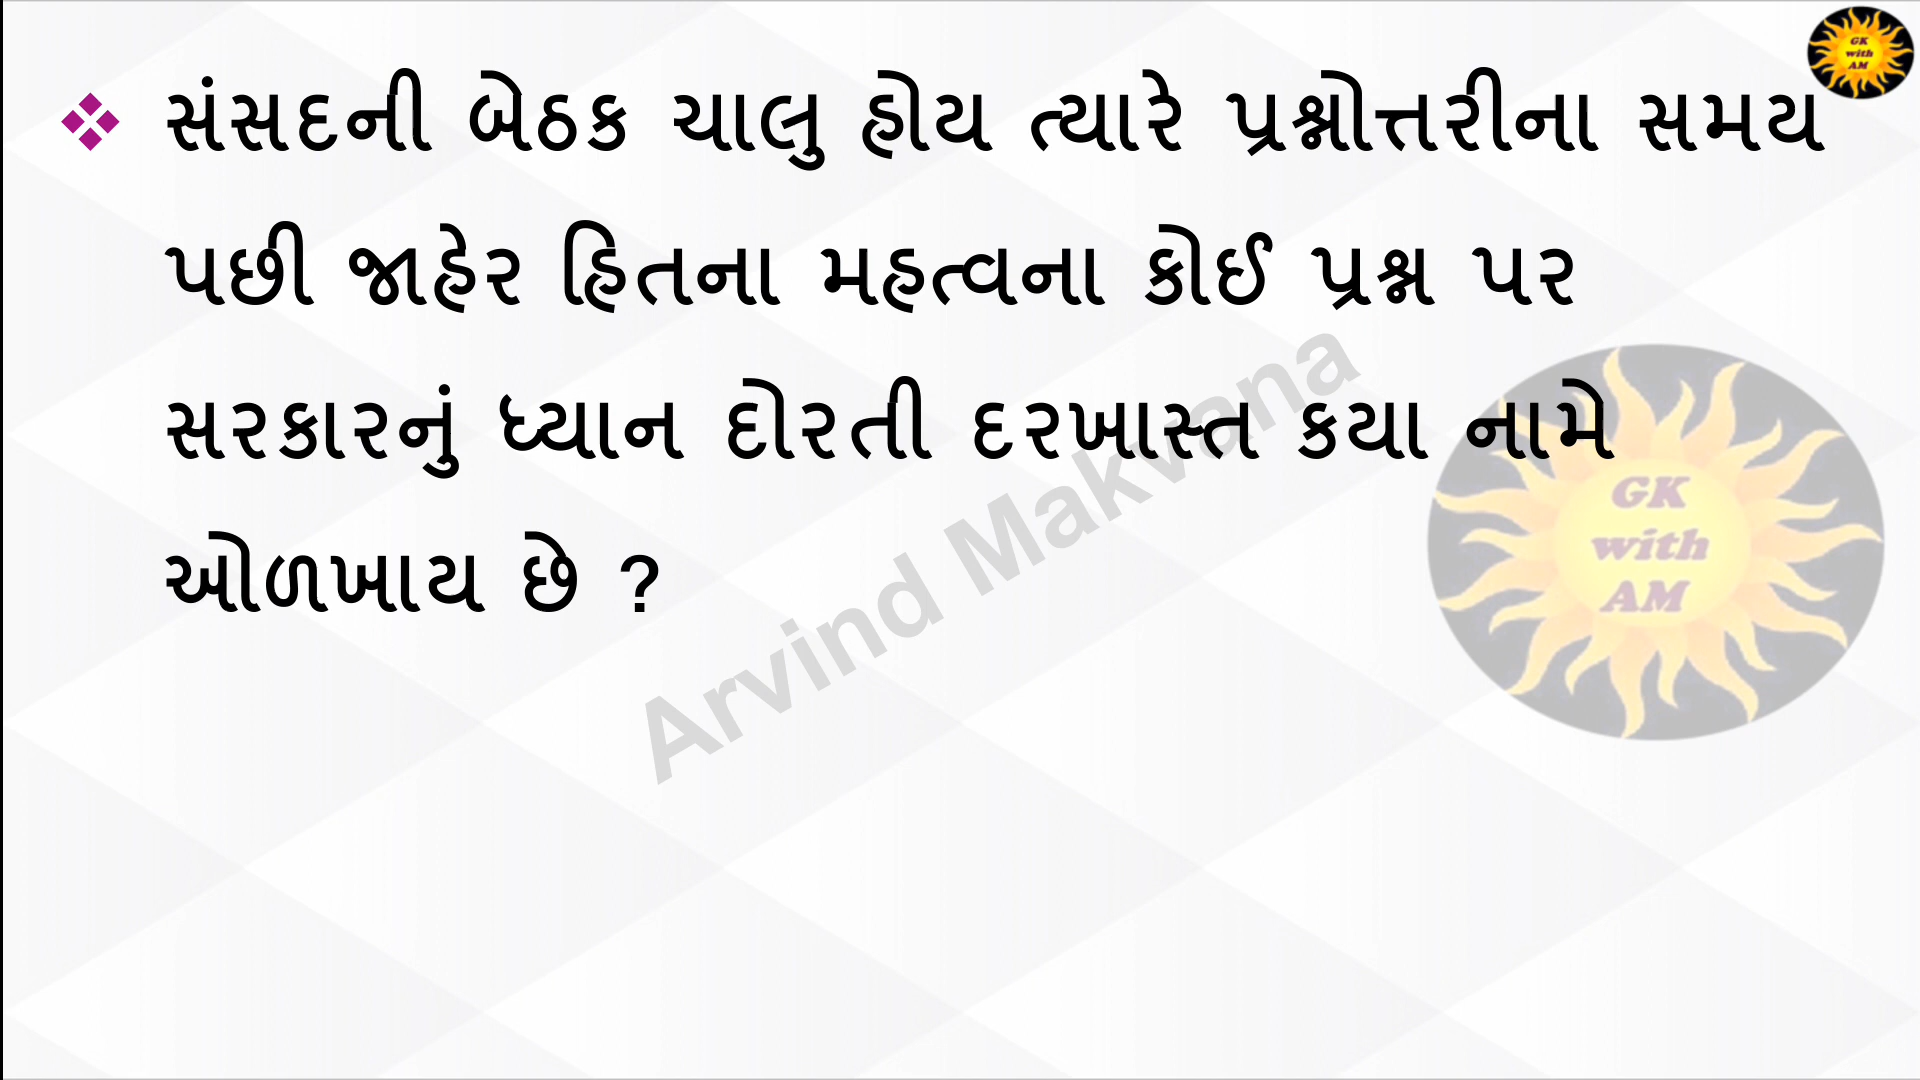 GK
with
AM
❖ સંસદની બેઠક ચાલુ હોય ત્યારે પ્રશ્નોત્તરીના સમય
પછી જાહેર હિતના મહત્વના કોઈ પ્રશ્ન પર
સરકારનું ધ્યાન દોરતી દરખાસ્ત કયા નામે
ઓળખાય છે ?
Arvind Makvana
GK
with
AM